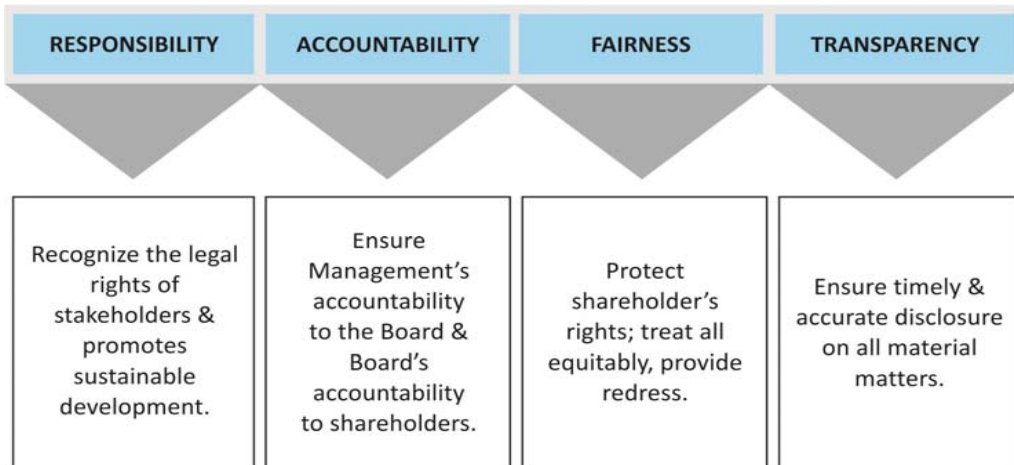 RESPONSIBILITY
ACCOUNTABILITY
FAIRNESS
TRANSPARENCY
Recognize the legal
rights of
stakeholders &
promotes
sustainable
development.
Ensure
Management’s
accountability
to the Board &
Board’s
accountability
to shareholders.
Protect
shareholder’s
rights; treat all
equitably, provide
redress.
Ensure timely &
accurate disclosure
on all material
matters.